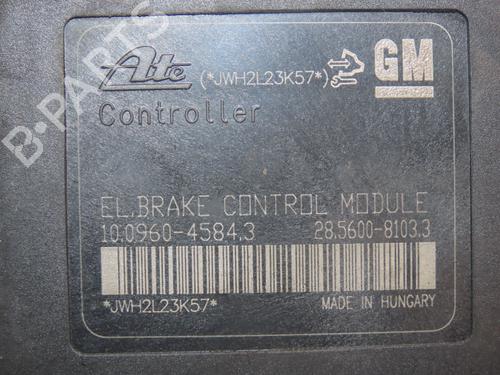 Ate (*JWH2L23K57*) GM
Controller
EL.BRAKE CONTROL MODULE
10.0960-4584.3 28.5600-8103.3
*JWH2L23K57* MADE IN HUNGARY
B-PARTS